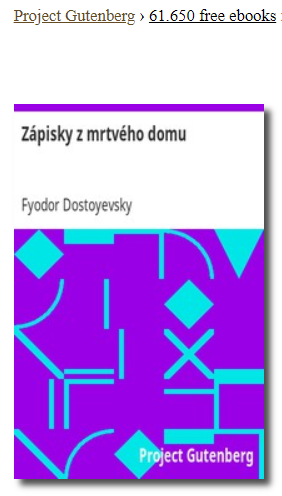 Project Gutenberg › 61.650 free ebooks
Zápisky z mrtvého domu
Fyodor Dostoyevsky
Project Gutenberg